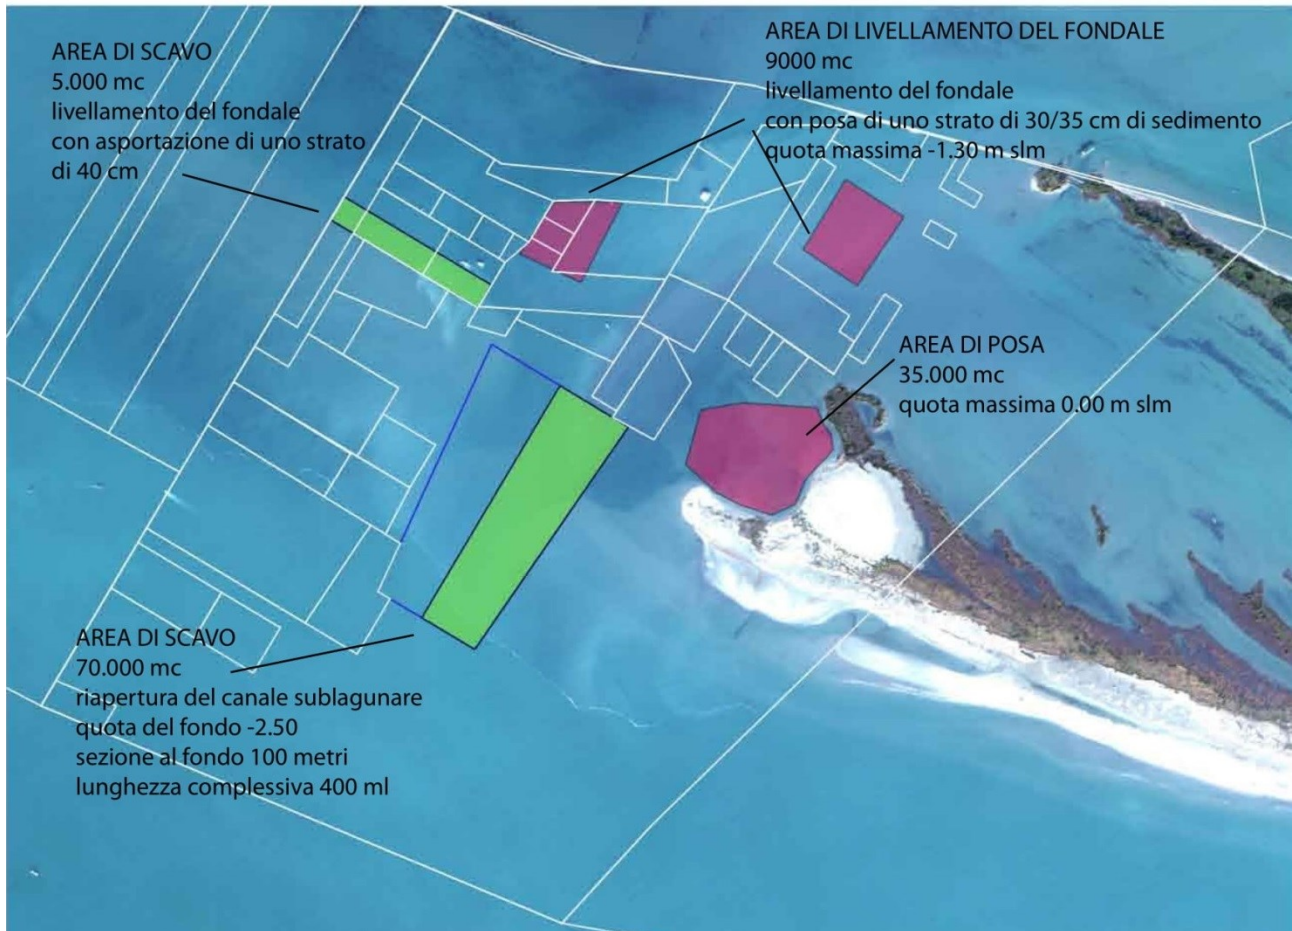 AREA DI SCAVO
5.000 mc
livellamento del fondale
con asportazione di uno strato
di 40 cm
AREA DI LIVELLAMENTO DEL FONDALE
9000 mc
livellamento del fondale
con posa di uno strato di 30/35 cm di sedimento
quota massima -1.30 m slm
AREA DI POSA
35.000 mc
quota massima 0.00 m slm
AREA DI SCAVO
70.000 mc
riapertura del canale sublagunare
quota del fondo -2.50
sezione al fondo 100 metri
lunghezza complessiva 400 ml